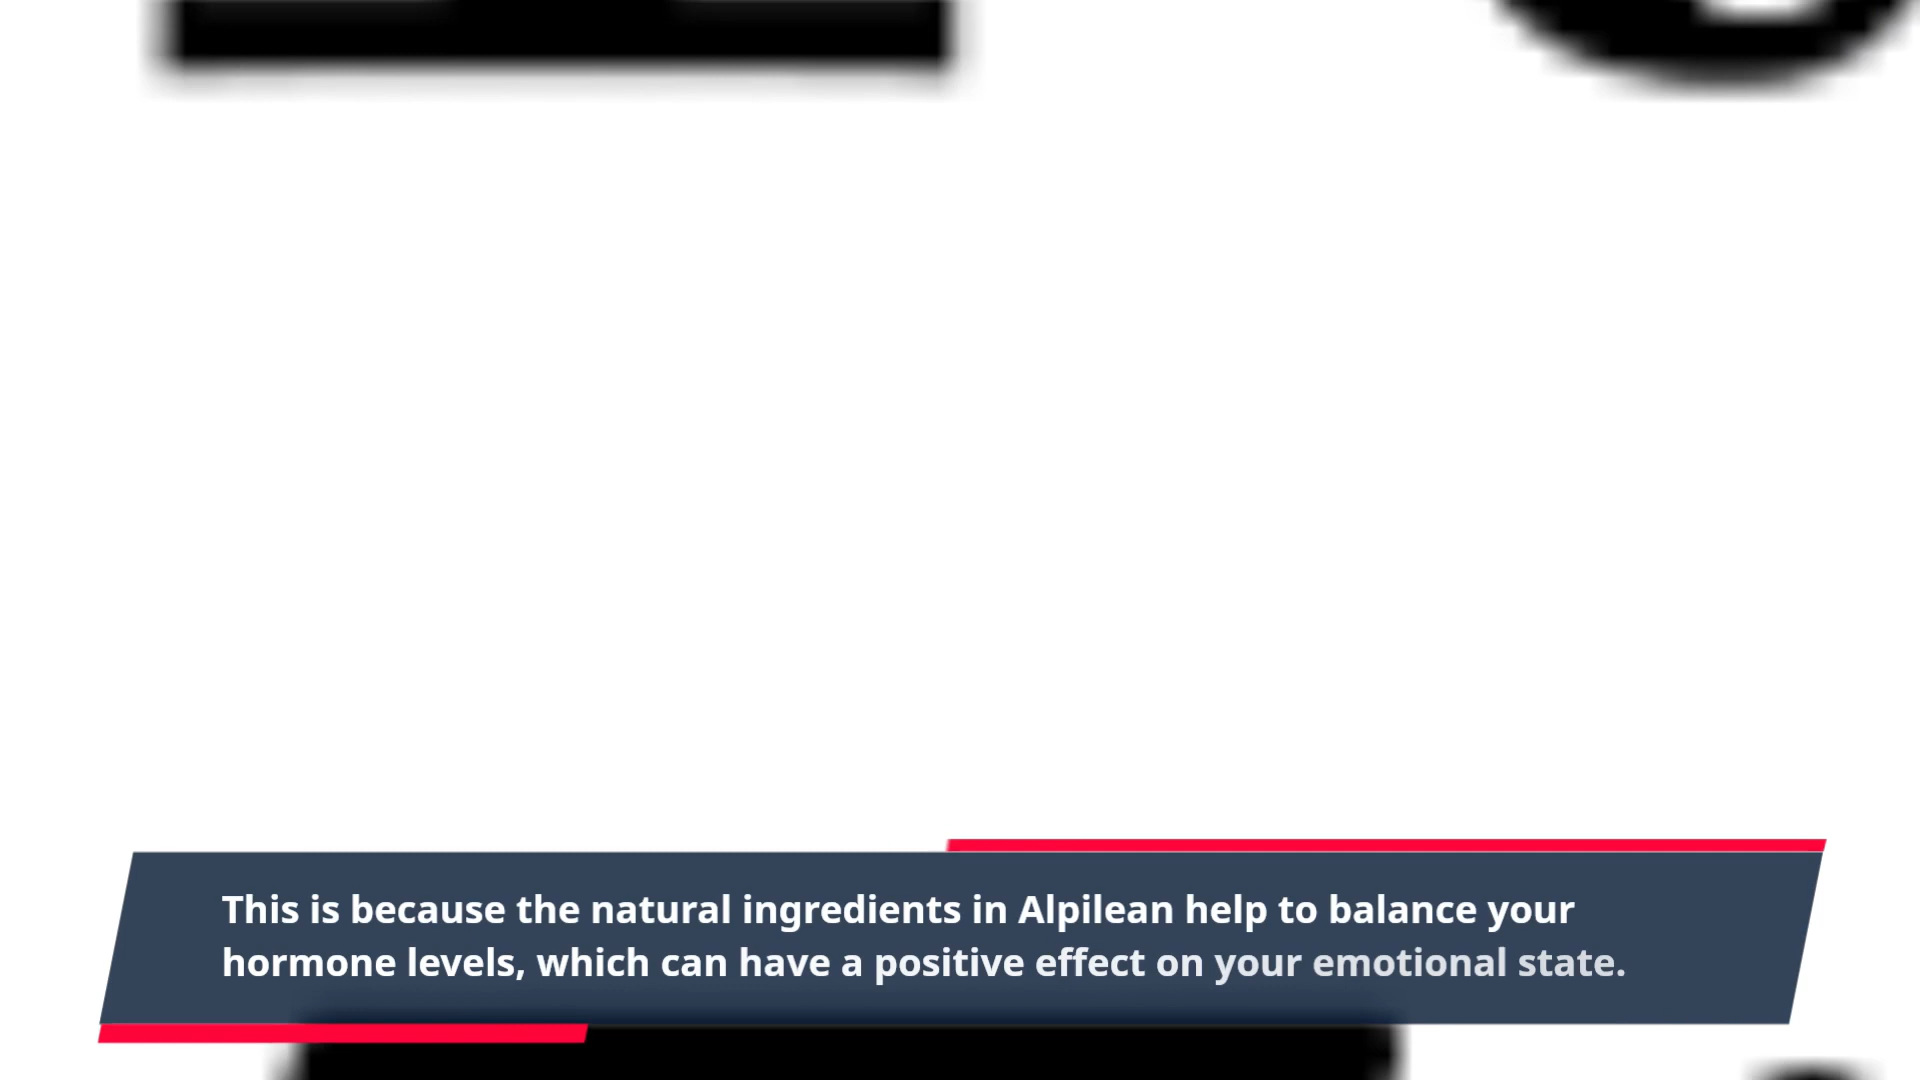 This is because the natural ingredients in Alpilean help to balance your
hormone levels, which can have a positive effect on your emotional state.